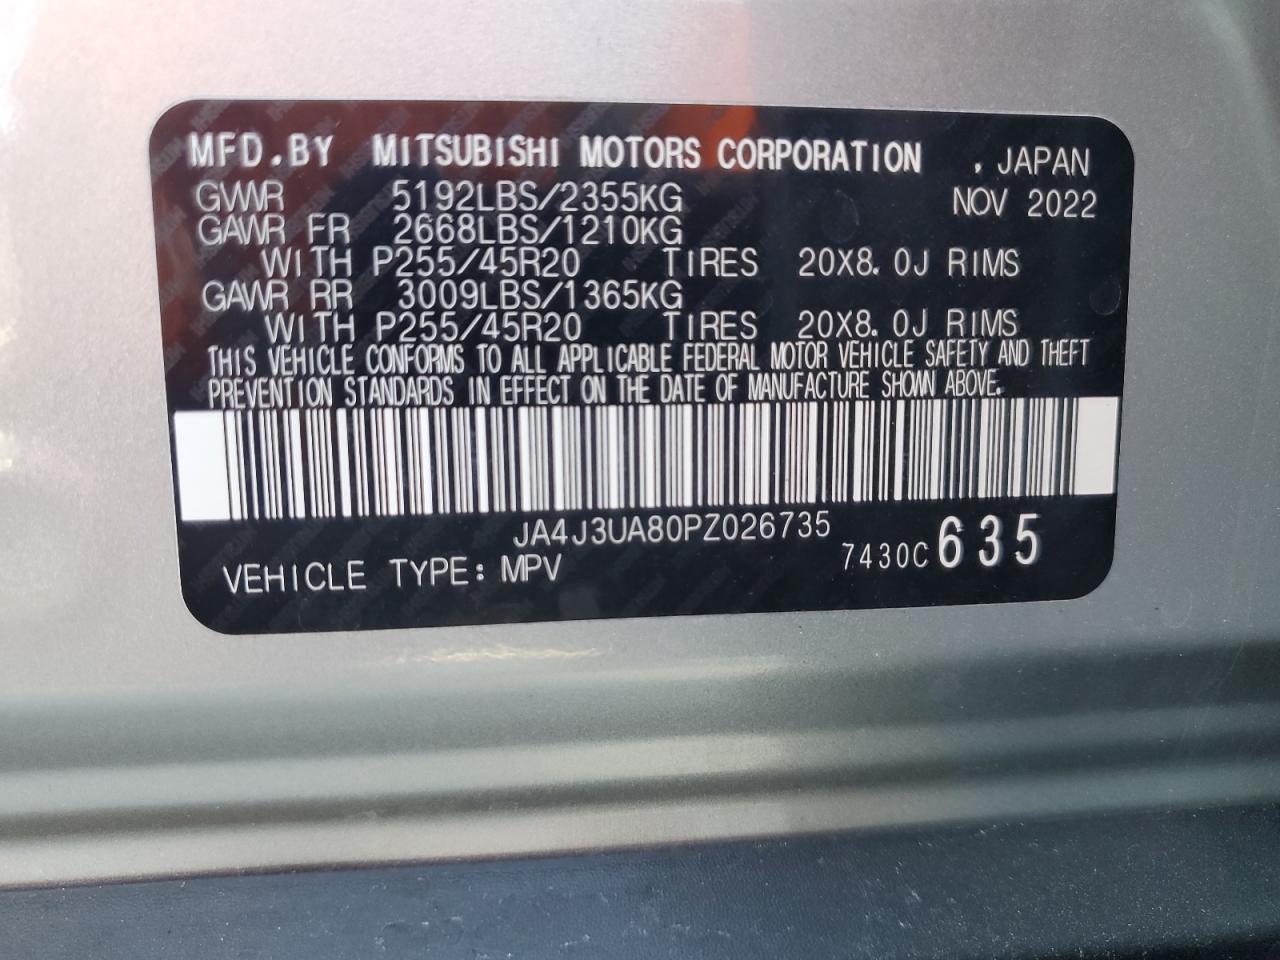 MFD.BY MITSUBISHI MOTORS CORPORATION , JAPAN
GVWR 5192LBS/2355KG NOV 2022
GAWR FR 2668LBS/1210KG
WITH P255/45R20 TIRES 20X8.0J RIMS
GAWR RR 3009LBS/1365KG
WITH P255/45R20 TIRES 20X8.0J RIMS
THIS VEHICLE CONFORMS TO ALL APPLICABLE FEDERAL MOTOR VEHICLE SAFETY AND THEFT
PREVENTION STANDARDS IN EFFECT ON THE DATE OF MANUFACTURE SHOWN ABOVE.
JA4J3UA80PZ026735
VEHICLE TYPE: MPV 7430C 635